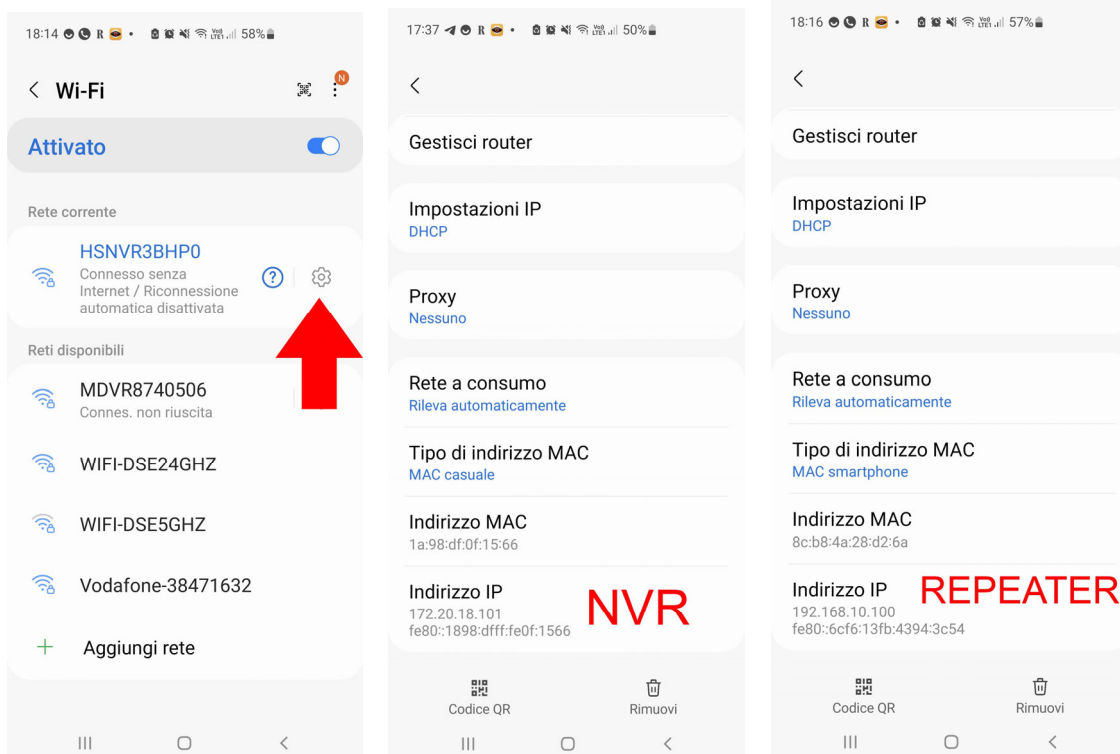 18:14 R • 58%
Wi-Fi
N
Attivato
Rete corrente
HSNVR3BHP0
Connesso senza
Internet / Riconnessione
automatica disattivata
?
Reti disponibili
MDVR8740506
Connes. non riuscita
WIFI-DSE24GHZ
WIFI-DSE5GHZ
Vodafone-38471632
+ Aggiungi rete
17:37 R • 50%
Gestisci router
Impostazioni IP
DHCP
Proxy
Nessuno
Rete a consumo
Rileva automaticamente
Tipo di indirizzo MAC
MAC casuale
Indirizzo MAC
1a:98:df:0f:15:66
Indirizzo IP
172.20.18.101
fe80::1898:dfff:fe0f:1566
NVR
Codice QR
Rimuovi
18:16 R • 57%
Gestisci router
Impostazioni IP
DHCP
Proxy
Nessuno
Rete a consumo
Rileva automaticamente
Tipo di indirizzo MAC
MAC smartphone
Indirizzo MAC
8c:b8:4a:28:d2:6a
Indirizzo IP
192.168.10.100
fe80::6cf6:13fb:4394:3c54
REPEATER
Codice QR
Rimuovi